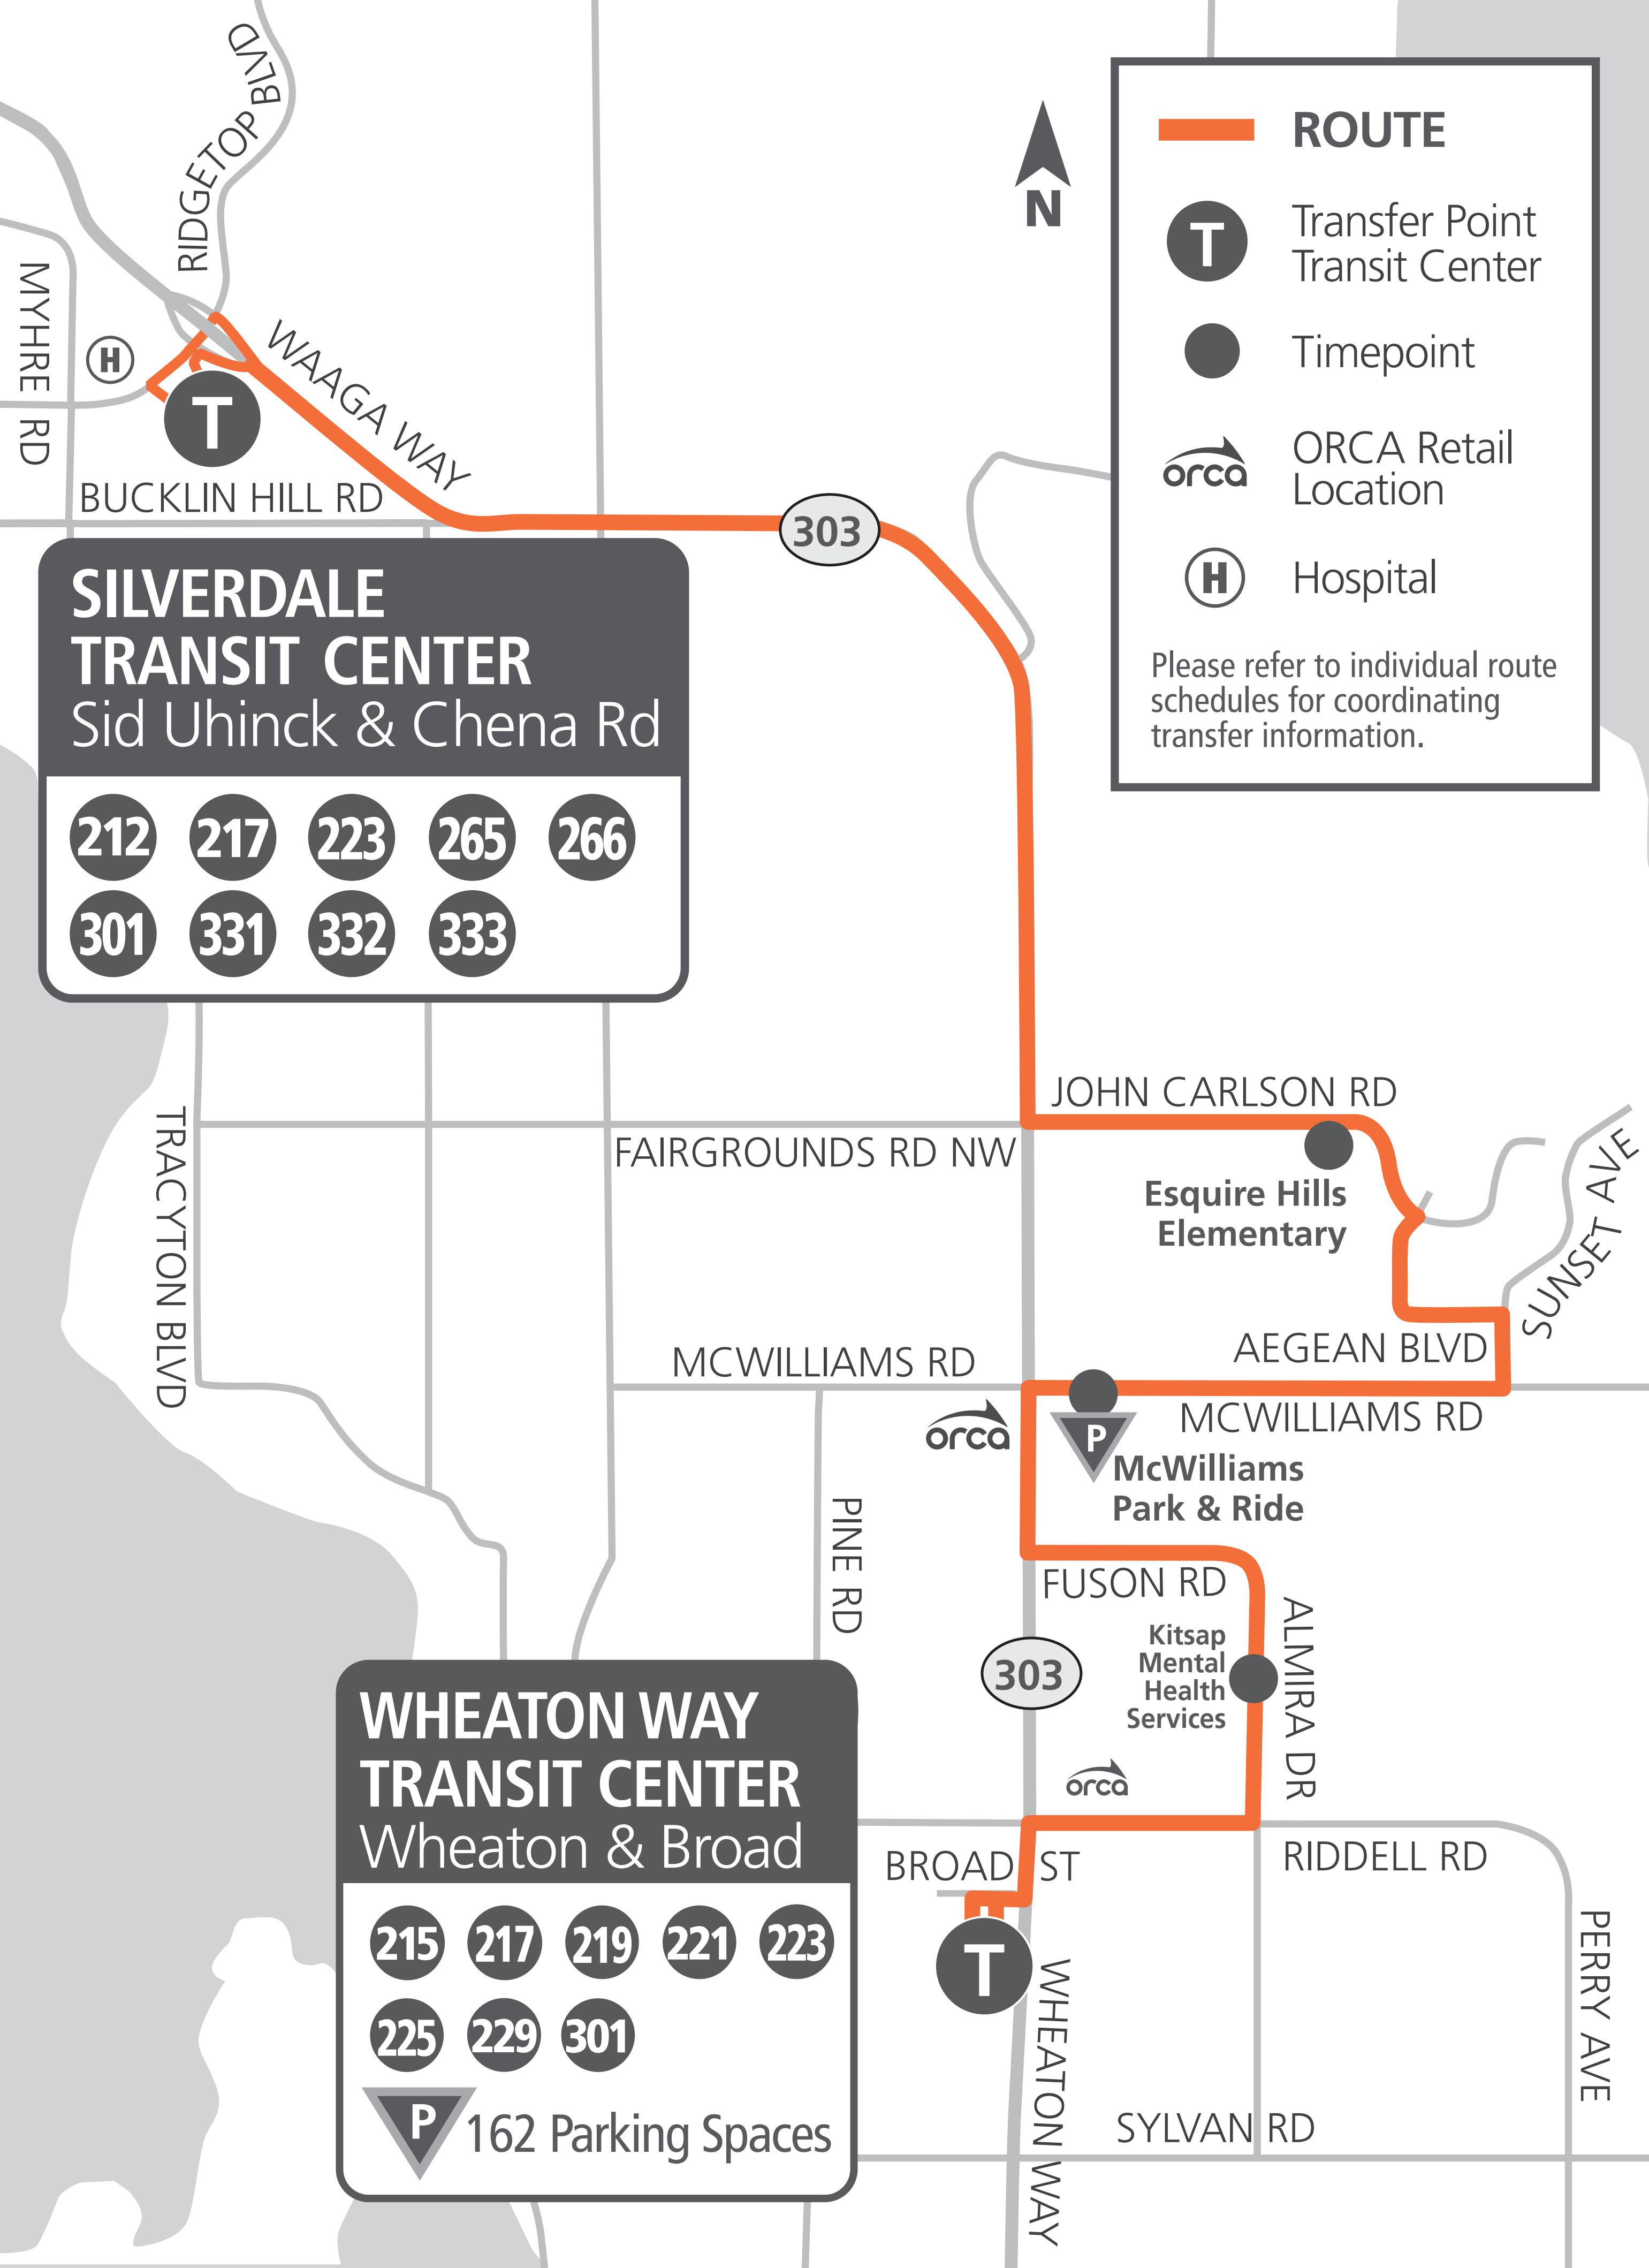 RIDGETOP BLVD
MYHRE RD
H
WAAGA WAY
T
BUCKLIN HILL RD
303
N
ROUTE
T
Transfer Point
Transit Center
Timepoint
orca
ORCA Retail
Location
H
Hospital
Please refer to individual route
schedules for coordinating
transfer information.
SILVERDALE
TRANSIT CENTER
Sid Uhinck & Chena Rd
212 217 223 265 266
301 331 332 333
JOHN CARLSON RD
FAIRGROUNDS RD NW
TRACYTON BLVD
Esquire Hills
Elementary
SUNSET AVE
AEGEAN BLVD
MCWILLIAMS RD
MCWILLIAMS RD
orca
P
McWilliams
Park & Ride
PINE RD
FUSON RD
ALMIRA DR
303
Kitsap
Mental
Health
Services
orca
WHEATON WAY
TRANSIT CENTER
Wheaton & Broad
215 217 219 221 223
225 229 301
P 162 Parking Spaces
BROAD ST
RIDDELL RD
T
WHEATON WAY
PERRY AVE
SYLVAN RD